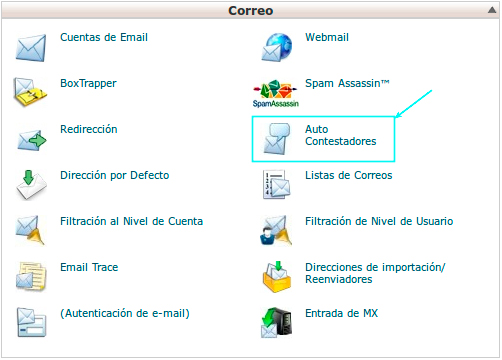 Correo
Cuentas de Email
Webmail
BoxTrapper
SpamAssassin
Spam Assassin™
Redirección
Auto
Contestadores
Dirección por Defecto
Listas de Correos
Filtración al Nivel de Cuenta
Filtración de Nivel de Usuario
Email Trace
Direcciones de importación/
Reenviadores
(Autenticación de e-mail)
Entrada de MX